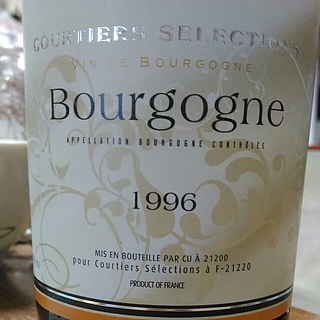 COURTIERS SELECTIONS
VIN DE BOURGOGNE
Bourgogne
APPELLATION BOURGOGNE CONTRÔLÉE
1996
MIS EN BOUTEILLE PAR CU À 21200
pour Courtiers Sélections à F-21220
PRODUCT OF FRANCE